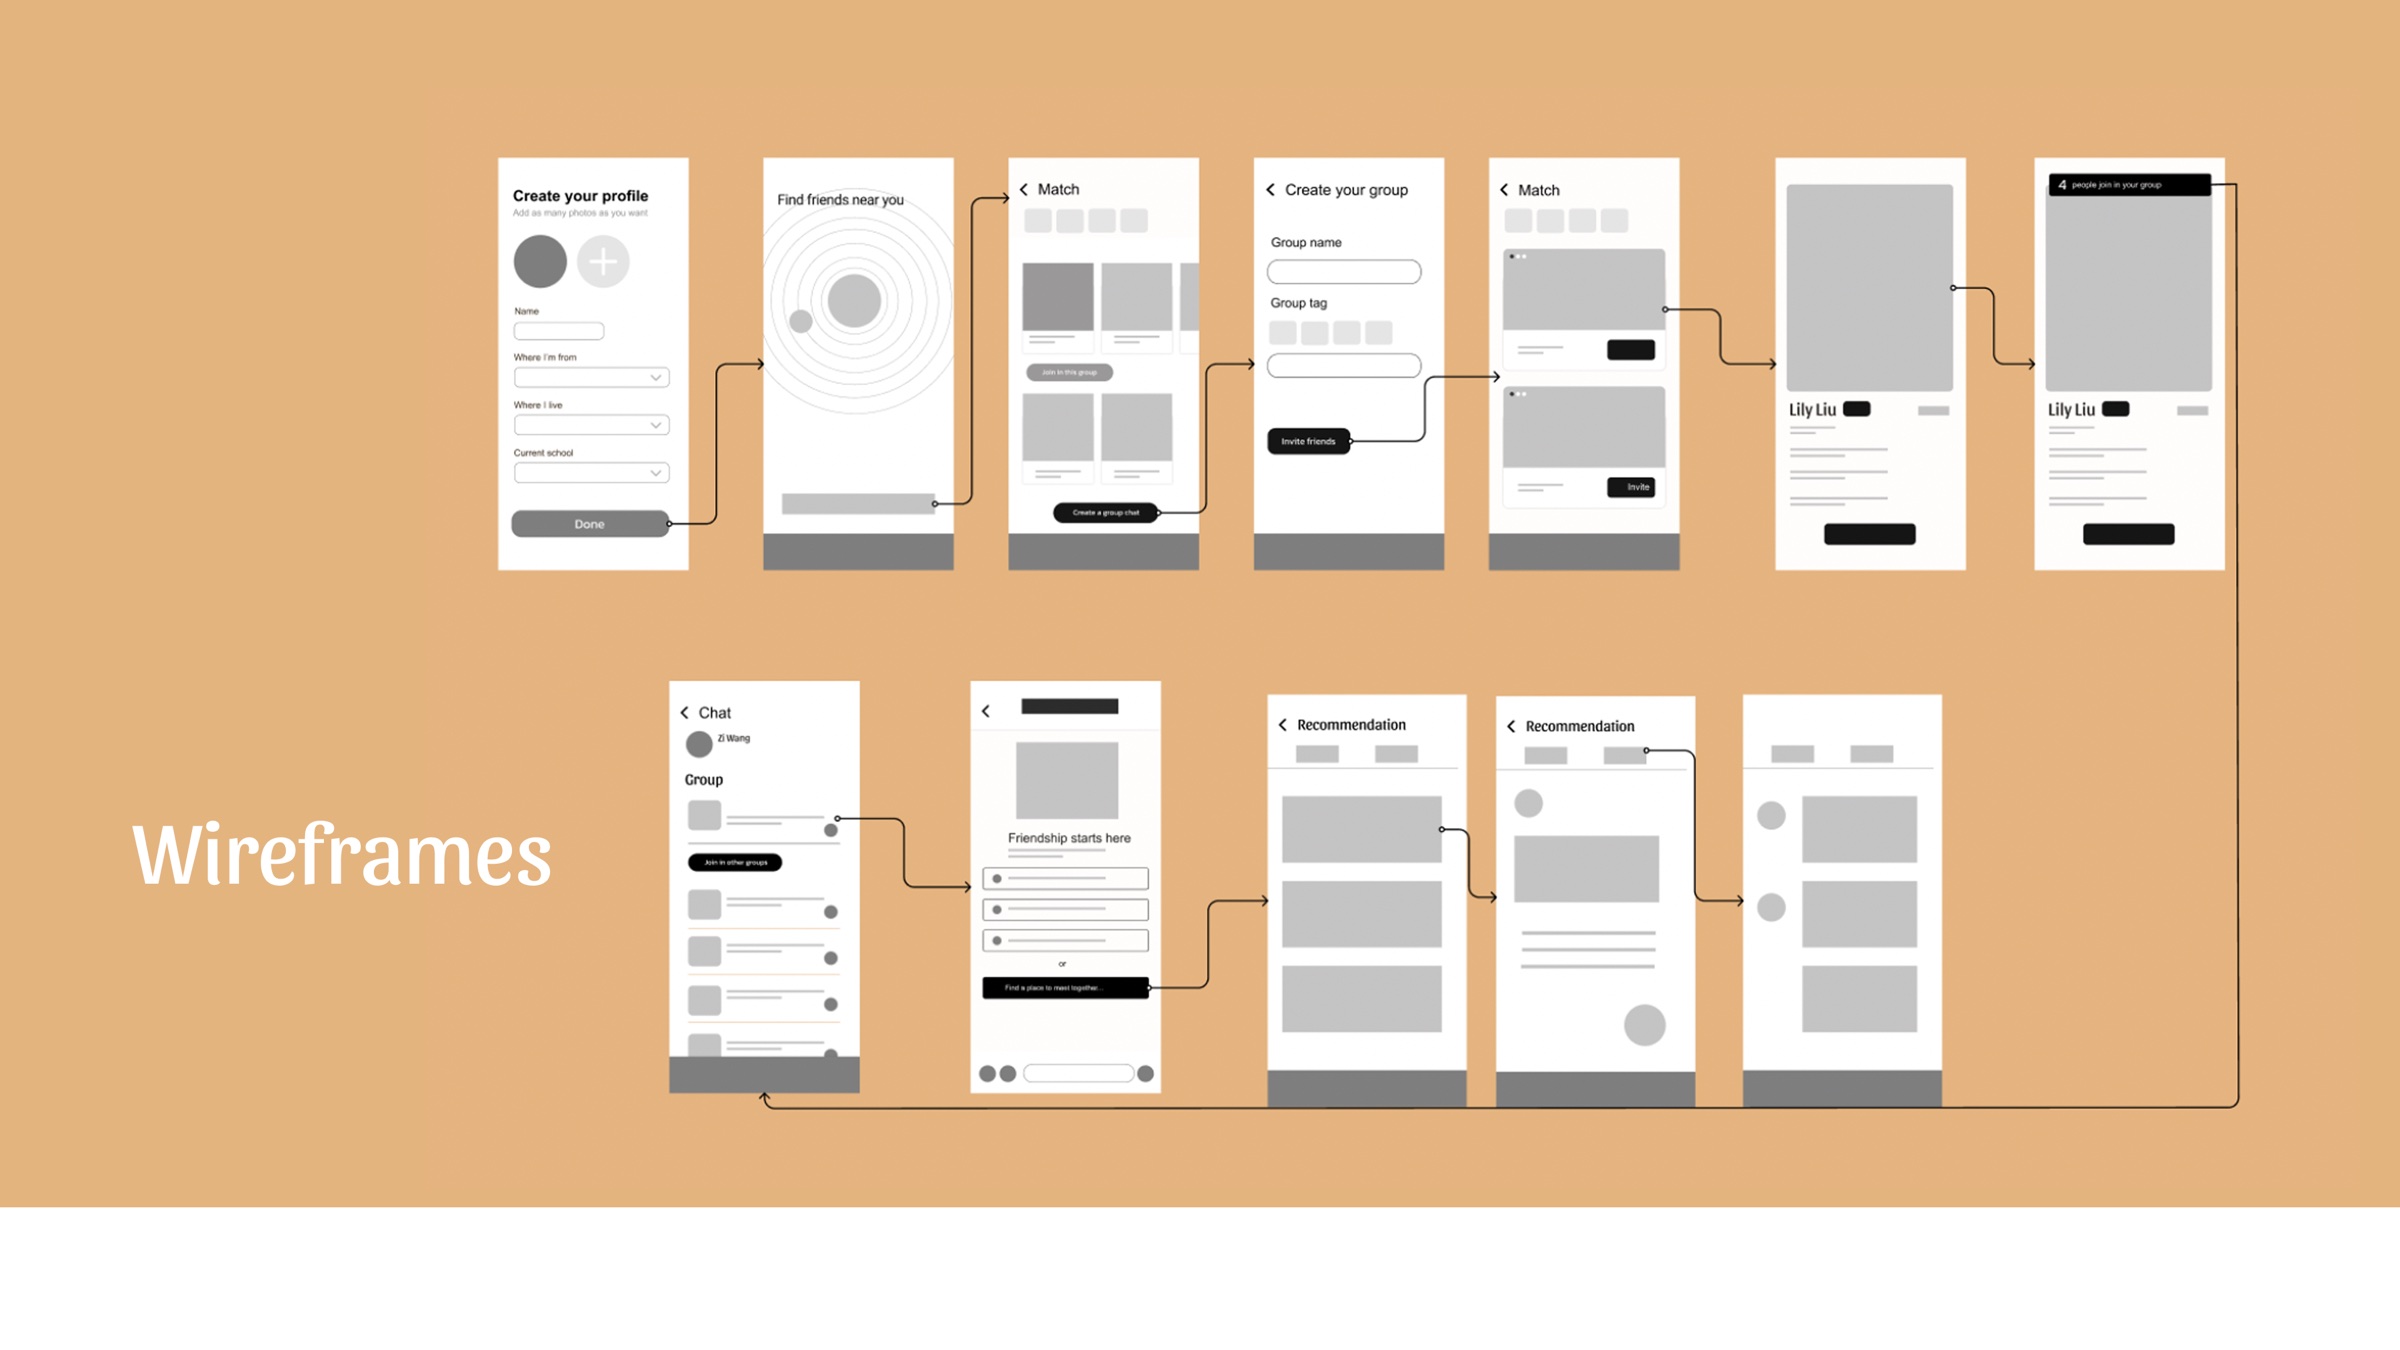 Create your profile
Add as many photos as you want
Name
Where I'm from
Where I live
Current school
Done
Find friends near you
Match
Join in this group
Create a group chat
Create your group
Group name
Group tag
Invite friends
Match
Invite
Lily Liu
4 people join in your group
Lily Liu
Wireframes
Chat
Zi Wang
Group
Join in other groups
Friendship starts here
or
Find a place to meet together...
Recommendation
Recommendation